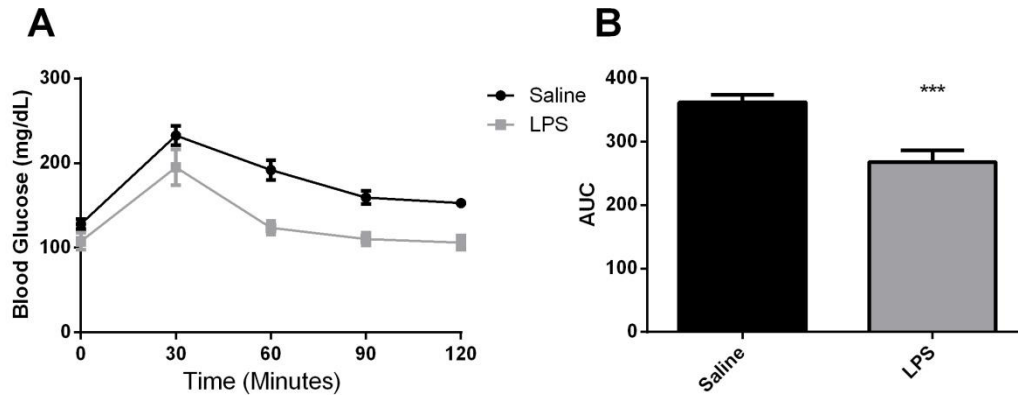 A
Blood Glucose (mg/dL)
300
200
100
0
0 30 60 90 120
Time (Minutes)
Saline
LPS
B
AUC
400
300
200
100
0
***
Saline
LPS